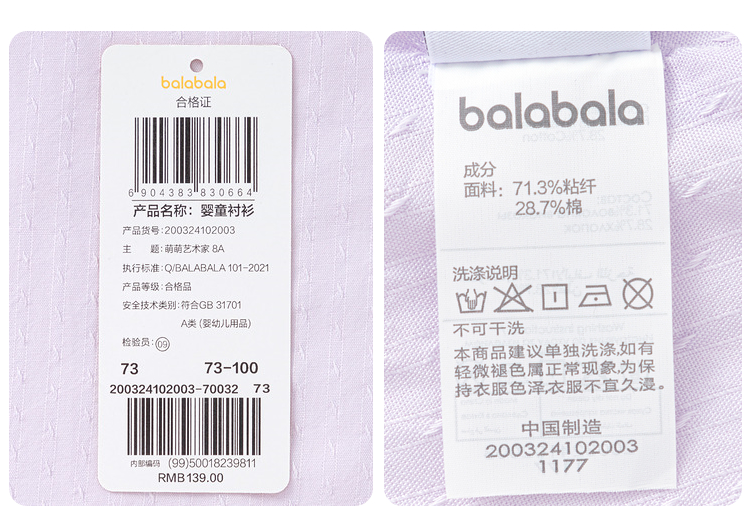 balabala
合格证
6 904383 830664
产品名称：婴童衬衫
产品货号：200324102003
主 题：萌萌艺术家 8A
执行标准：Q/BALABALA 101-2021
产品等级：合格品
安全技术类别：符合GB 31701
A类 (婴幼儿用品)
检验员：09
73 73-100
200324102003-70032 73
内部编码 (99)50018239811
RMB139.00
balabala
成分
面料：71.3%粘纤
28.7%棉
洗涤说明
不可干洗
本商品建议单独洗涤,如有
轻微褪色属正常现象,为保
持衣服色泽,衣服不宜久浸。
中国制造
200324102003
1177